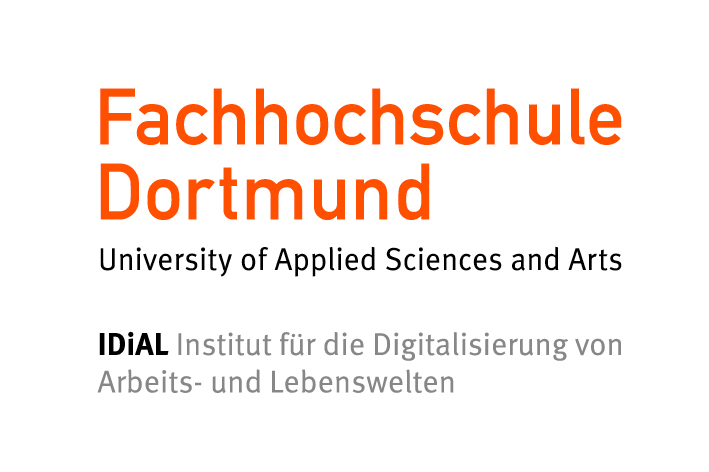 Fachhochschule
Dortmund
University of Applied Sciences and Arts
IDiAL Institut für die Digitalisierung von
Arbeits- und Lebenswelten